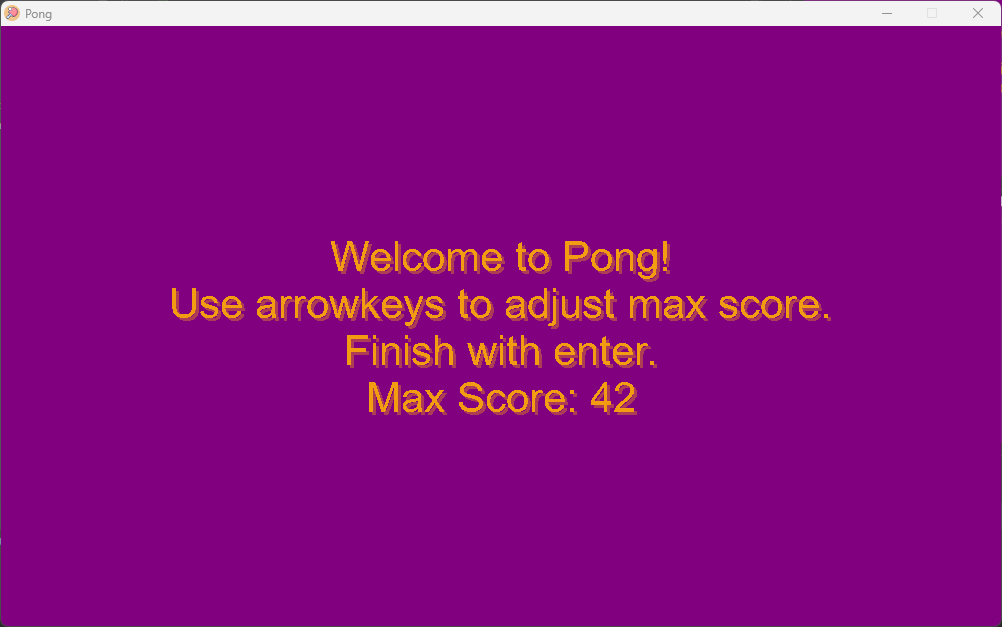 Pong
Welcome to Pong!
Use arrowkeys to adjust max score.
Finish with enter.
Max Score: 42